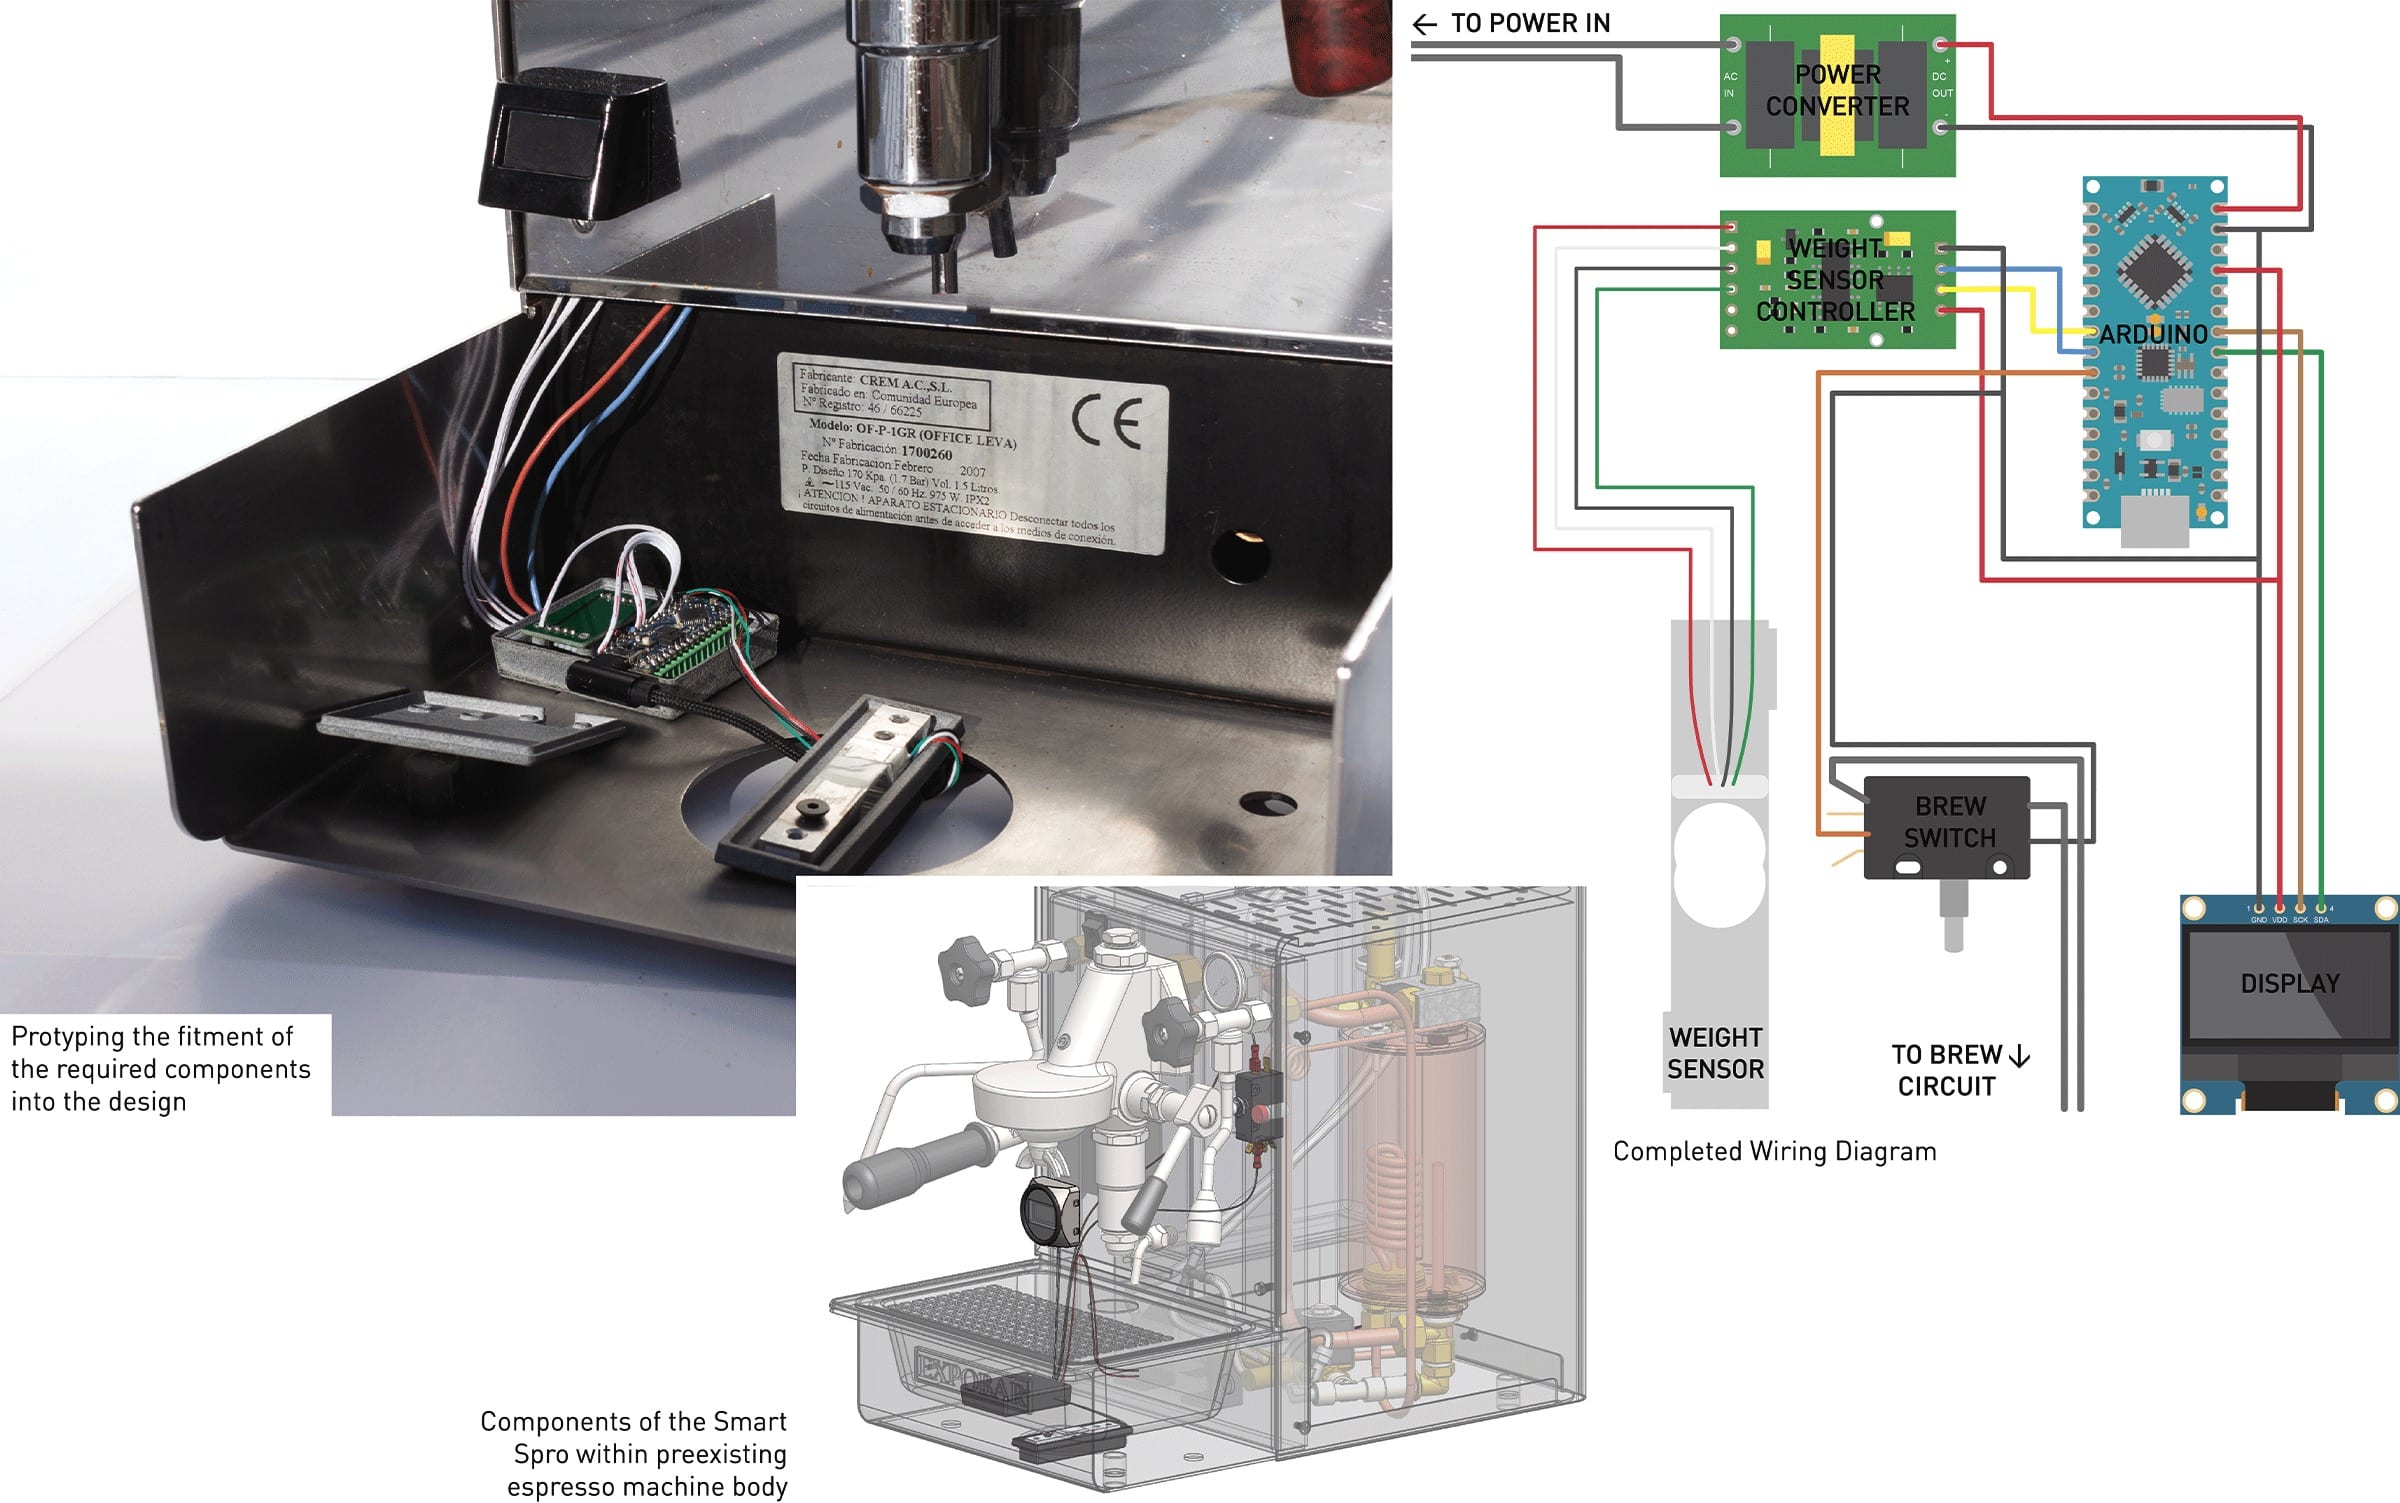 Fabricante: CREM A.C.,S.L.
Fabricado en: Comunidad Europea
Nº Registro: 46 / 66225
Modelo: OF-P-1GR (OFFICE LEVA)
Nº Fabricación: 1700260
Fecha Fabricacion: Febrero 2007
P. Diseño 170 Kpa. (1.7 Bar) Vol. 1.5 Litros
115 Vac. 50 / 60 Hz. 975 W. IPX2
¡ ATENCION ! APARATO ESTACIONARIO Desconectar todos los
circuitos de alimentación antes de acceder a los medios de conexión.
CE
Protyping the fitment of
the required components
into the design
EXPOBAR
Components of the Smart
Spro within preexisting
espresso machine body
← TO POWER IN
AC
IN
POWER
CONVERTER
+
DC
OUT
-
WEIGHT
SENSOR
CONTROLLER
ARDUINO
BREW
SWITCH
WEIGHT
SENSOR
TO BREW ↓
CIRCUIT
1 GND VDD SCK SDA 4
DISPLAY
Completed Wiring Diagram